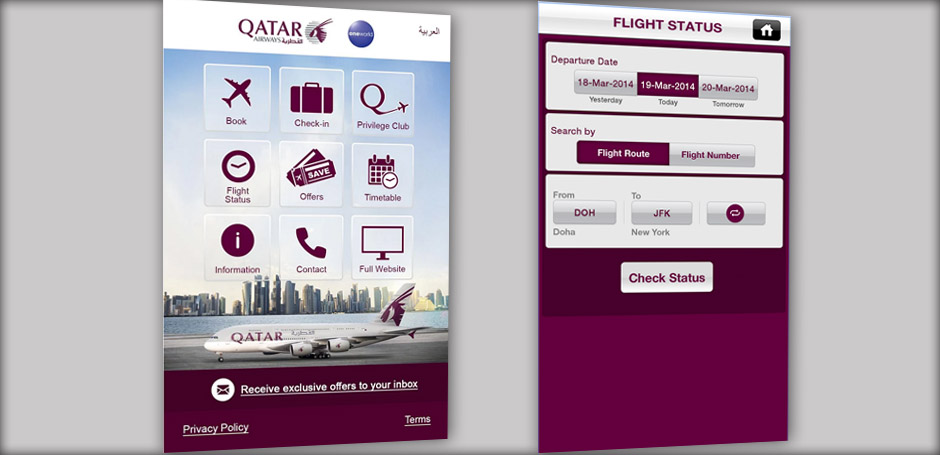 QATAR
AIRWAYS القطرية
oneworld
العربية
Book
Check-in
Privilege Club
Flight
Status
SAVE
Offers
Timetable
Information
Contact
Full Website
QATAR
Receive exclusive offers to your inbox
Privacy Policy
Terms
FLIGHT STATUS
Departure Date
18-Mar-2014 19-Mar-2014 20-Mar-2014
Yesterday Today Tomorrow
Search by
Flight Route Flight Number
From To
DOH JFK
Doha New York
Check Status